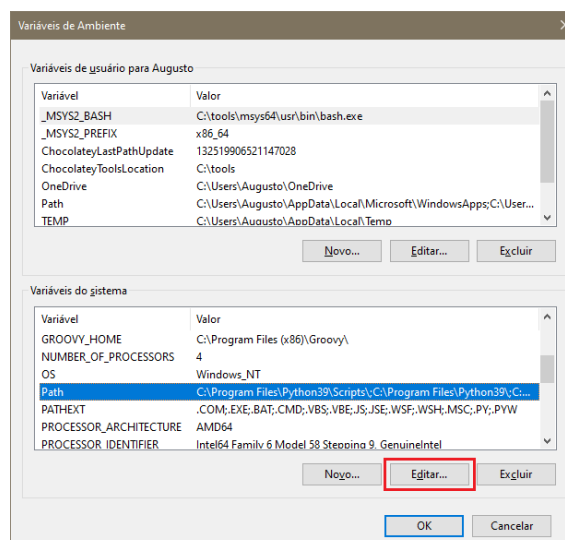 Variáveis de Ambiente
Variáveis de usuário para Augusto
Variável Valor
_MSYS2_BASH C:\tools\msys64\usr\bin\bash.exe
_MSYS2_PREFIX x86_64
ChocolateyLastPathUpdate 132519906521147028
ChocolateyToolsLocation C:\tools
OneDrive C:\Users\Augusto\OneDrive
Path C:\Users\Augusto\AppData\Local\Microsoft\WindowsApps;C:\User...
TEMP C:\Users\Augusto\AppData\Local\Temp
Novo... Editar... Excluir
Variáveis do sistema
Variável Valor
GROOVY_HOME C:\Program Files (x86)\Groovy\
NUMBER_OF_PROCESSORS 4
OS Windows_NT
Path C:\Program Files\Python39\Scripts\;C:\Program Files\Python39\;C:...
PATHEXT .COM;.EXE;.BAT;.CMD;.VBS;.VBE;.JS;.JSE;.WSF;.WSH;.MSC;.PY;.PYW
PROCESSOR_ARCHITECTURE AMD64
PROCESSOR_IDENTIFIER Intel64 Family 6 Model 58 Stepping 9, GenuineIntel
Novo... Editar... Excluir
OK Cancelar